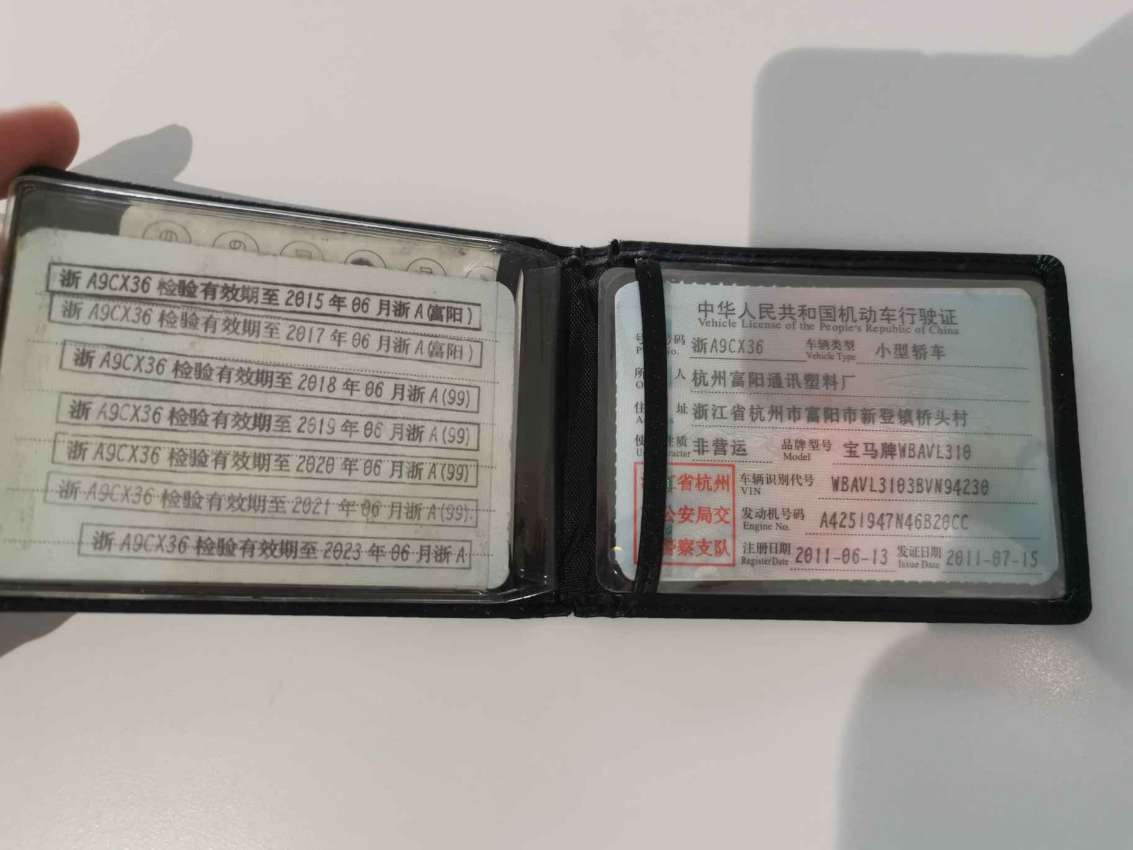 浙A9CX36检验有效期至2015年06月浙A(富阳)
浙A9CX36检验有效期至2017年06月浙A(富阳)
浙A9CX36检验有效期至2018年06月浙A(99)
浙A9CX36检验有效期至2019年06月浙A(99)
浙A9CX36检验有效期至2020年06月浙A(99)
浙A9CX36检验有效期至2021年06月浙A(99)
浙A9CX36检验有效期至2023年06月浙A
中华人民共和国机动车行驶证
Vehicle License of the People's Republic of China
号 码 浙A9CX36 车辆类型 小型轿车
No. Vehicle Type
所 人 杭州富阳通讯塑料厂
住 址 浙江省杭州市富阳市新登镇桥头村
使 性质 非营运 品牌型号 宝马牌WBAVL310
Model
省杭州 车辆识别代号 WBAVL3103BVN94230
VIN
公安局交 发动机号码 A4251947N46B20CC
Engine No.
警察支队 注册日期 2011-06-13 发证日期 2011-07-15
Register Date Issue Date